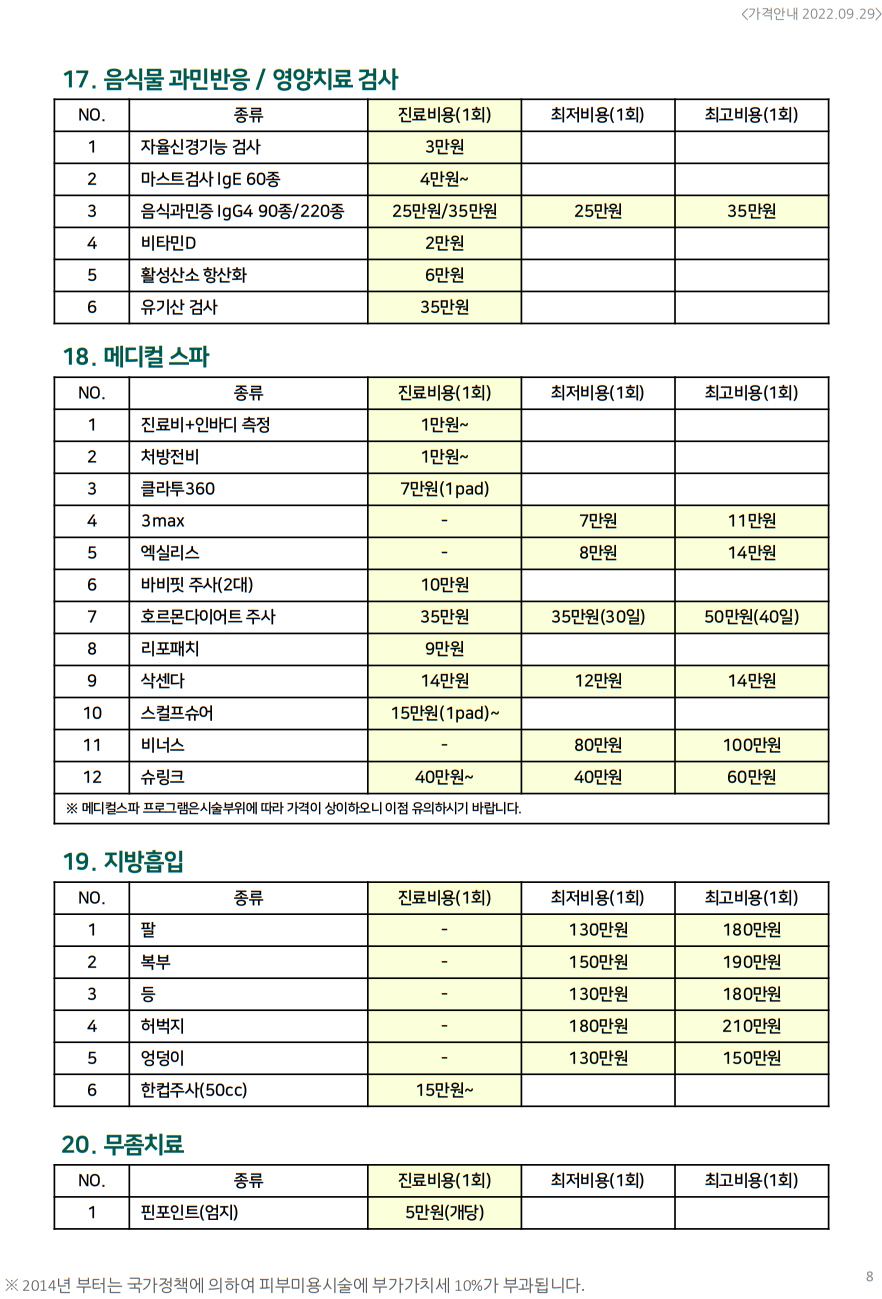 <가격안내 2022.09.29>
17. 음식물 과민반응 / 영양치료 검사
NO. 종류 진료비용(1회) 최저비용(1회) 최고비용(1회)
1 자율신경기능 검사 3만원
2 마스트검사 IgE 60종 4만원~
3 음식과민증 IgG4 90종/220종 25만원/35만원 25만원 35만원
4 비타민D 2만원
5 활성산소 항산화 6만원
6 유기산 검사 35만원
18. 메디컬 스파
NO. 종류 진료비용(1회) 최저비용(1회) 최고비용(1회)
1 진료비+인바디 측정 1만원~
2 처방전비 1만원~
3 클라투360 7만원(1pad)
4 3max - 7만원 11만원
5 엑실리스 - 8만원 14만원
6 바비핏 주사(2대) 10만원
7 호르몬다이어트 주사 35만원 35만원(30일) 50만원(40일)
8 리포패치 9만원
9 삭센다 14만원 12만원 14만원
10 스컬프슈어 15만원(1pad)~
11 비너스 - 80만원 100만원
12 슈링크 40만원~ 40만원 60만원
※ 메디컬스파 프로그램은시술부위에 따라 가격이 상이하오니 이점 유의하시기 바랍니다.
19. 지방흡입
NO. 종류 진료비용(1회) 최저비용(1회) 최고비용(1회)
1 팔 - 130만원 180만원
2 복부 - 150만원 190만원
3 등 - 130만원 180만원
4 허벅지 - 180만원 210만원
5 엉덩이 - 130만원 150만원
6 한컵주사(50cc) 15만원~
20. 무좀치료
NO. 종류 진료비용(1회) 최저비용(1회) 최고비용(1회)
1 핀포인트(엄지) 5만원(개당)
8
※ 2014년 부터는 국가정책에 의하여 피부미용시술에 부가가치세 10%가 부과됩니다.